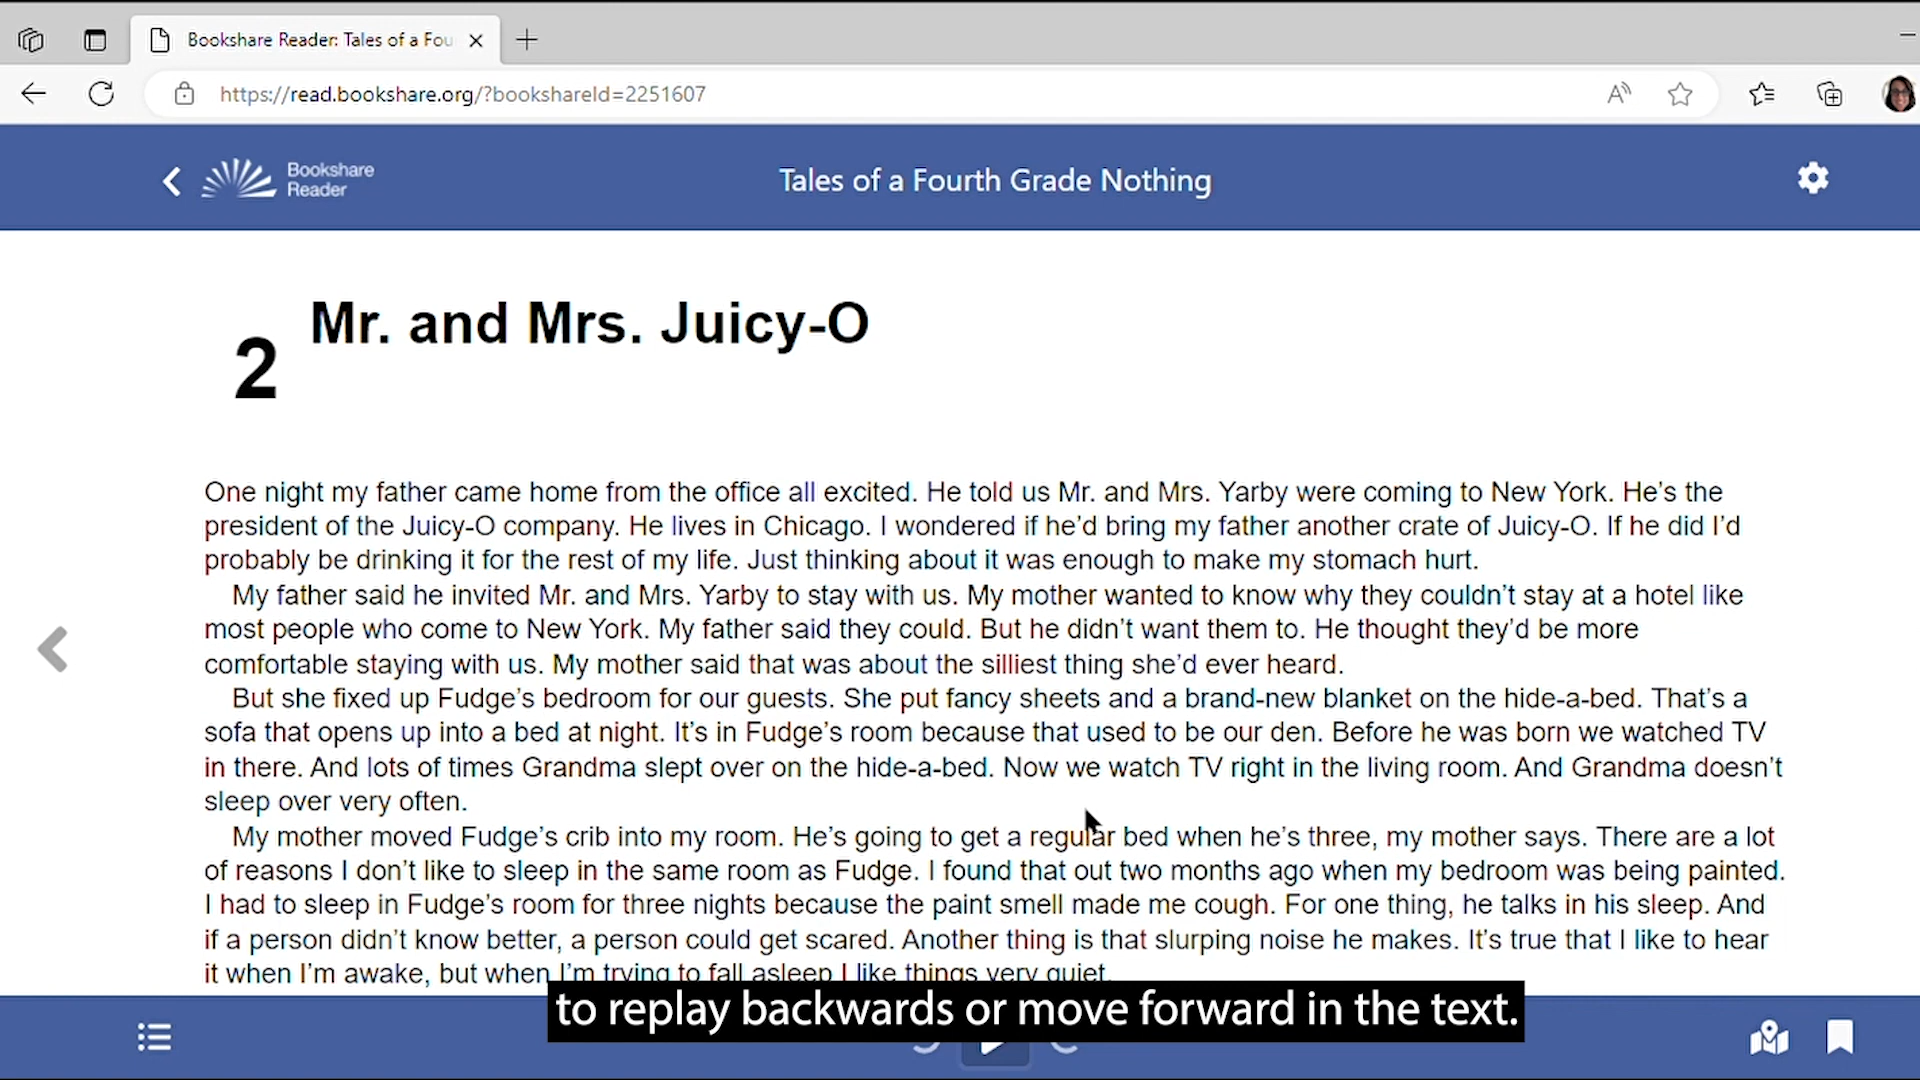 Bookshare Reader: Tales of a Fou
https://read.bookshare.org/?bookshareId=2251607
Bookshare
Reader
Tales of a Fourth Grade Nothing
2
Mr. and Mrs. Juicy-O
One night my father came home from the office all excited. He told us Mr. and Mrs. Yarby were coming to New York. He’s the
president of the Juicy-O company. He lives in Chicago. I wondered if he’d bring my father another crate of Juicy-O. If he did I’d
probably be drinking it for the rest of my life. Just thinking about it was enough to make my stomach hurt.
My father said he invited Mr. and Mrs. Yarby to stay with us. My mother wanted to know why they couldn’t stay at a hotel like
most people who come to New York. My father said they could. But he didn’t want them to. He thought they’d be more
comfortable staying with us. My mother said that was about the silliest thing she’d ever heard.
But she fixed up Fudge’s bedroom for our guests. She put fancy sheets and a brand-new blanket on the hide-a-bed. That’s a
sofa that opens up into a bed at night. It’s in Fudge’s room because that used to be our den. Before he was born we watched TV
in there. And lots of times Grandma slept over on the hide-a-bed. Now we watch TV right in the living room. And Grandma doesn’t
sleep over very often.
My mother moved Fudge’s crib into my room. He’s going to get a regular bed when he’s three, my mother says. There are a lot
of reasons I don’t like to sleep in the same room as Fudge. I found that out two months ago when my bedroom was being painted.
I had to sleep in Fudge’s room for three nights because the paint smell made me cough. For one thing, he talks in his sleep. And
if a person didn’t know better, a person could get scared. Another thing is that slurping noise he makes. It’s true that I like to hear
it when I’m awake, but when I’m trying to fall asleep I like things very quiet.
to replay backwards or move forward in the text.